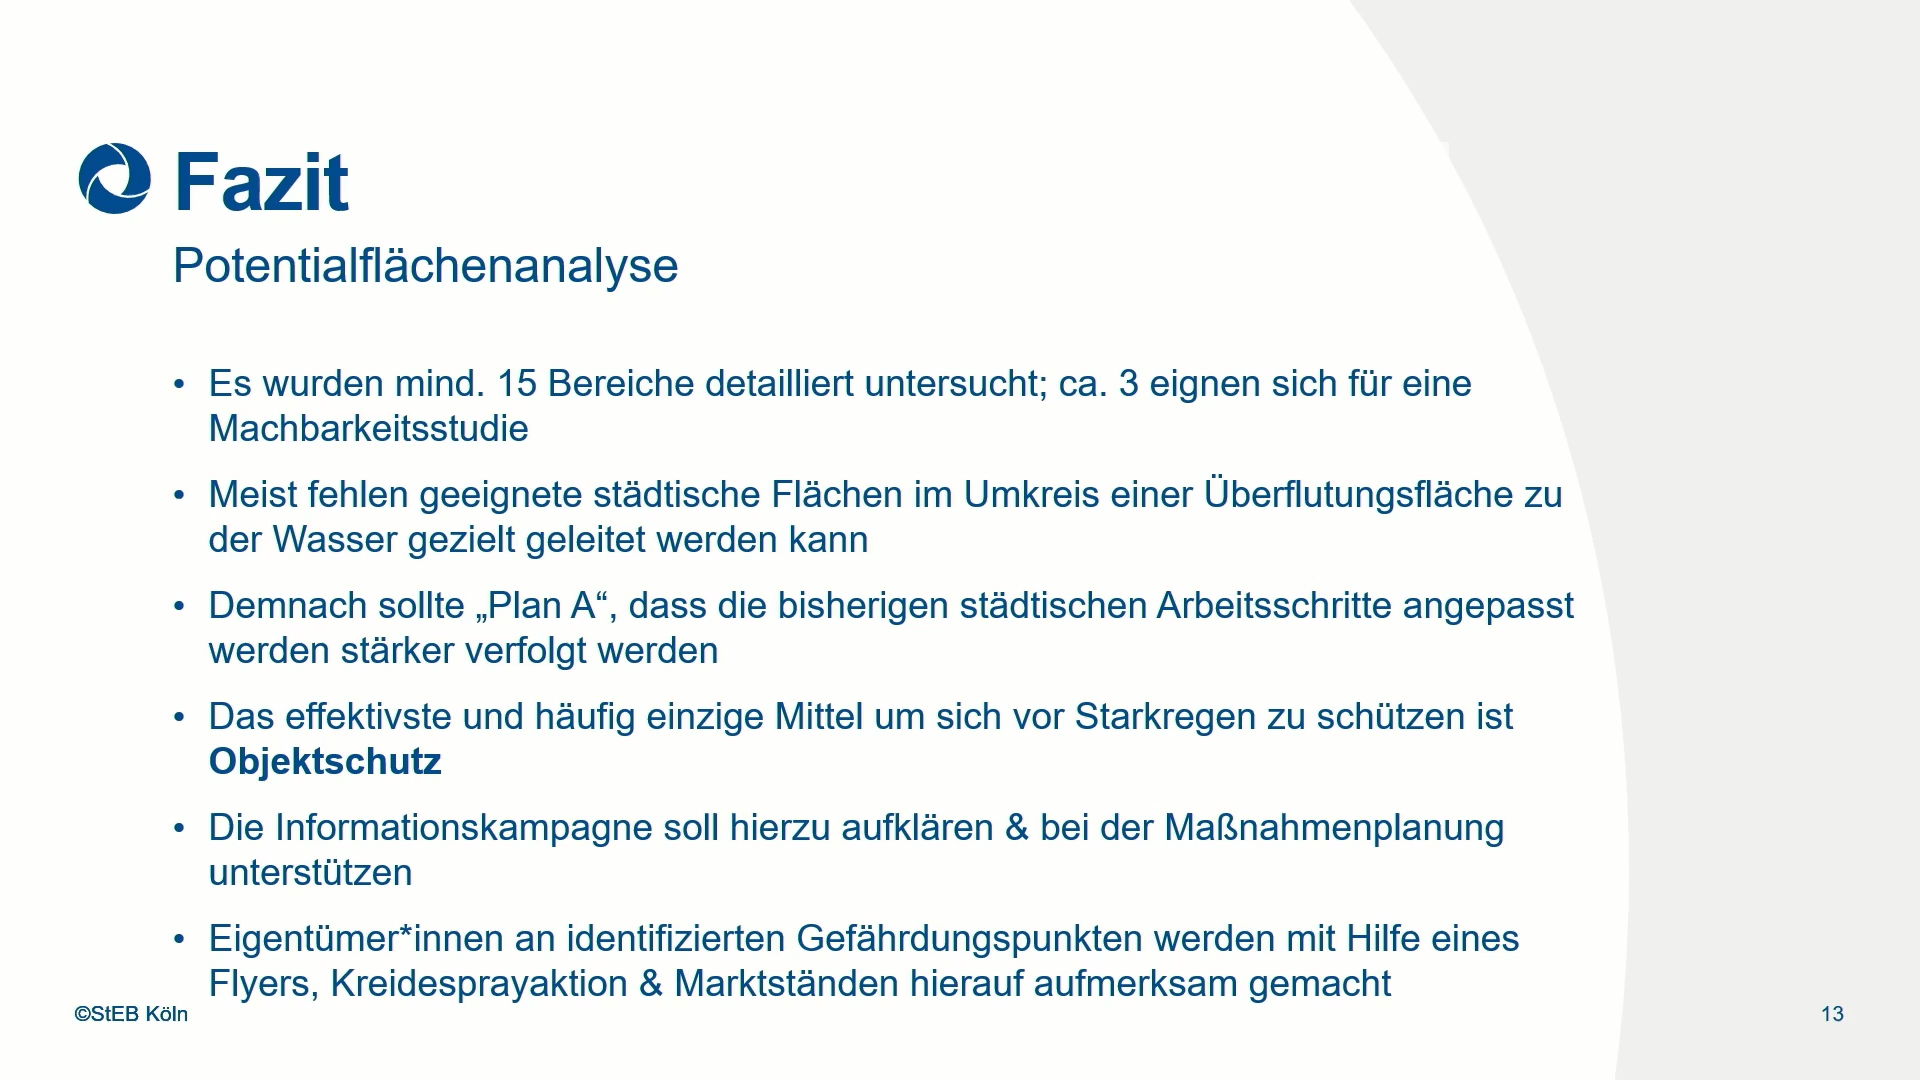 Fazit
Potentialflächenanalyse
• Es wurden mind. 15 Bereiche detailliert untersucht; ca. 3 eignen sich für eine
Machbarkeitsstudie
• Meist fehlen geeignete städtische Flächen im Umkreis einer Überflutungsfläche zu
der Wasser gezielt geleitet werden kann
• Demnach sollte „Plan A“, dass die bisherigen städtischen Arbeitsschritte angepasst
werden stärker verfolgt werden
• Das effektivste und häufig einzige Mittel um sich vor Starkregen zu schützen ist
Objektschutz
• Die Informationskampagne soll hierzu aufklären & bei der Maßnahmenplanung
unterstützen
• Eigentümer*innen an identifizierten Gefährdungspunkten werden mit Hilfe eines
Flyers, Kreidesprayaktion & Marktständen hierauf aufmerksam gemacht
©StEB Köln
13